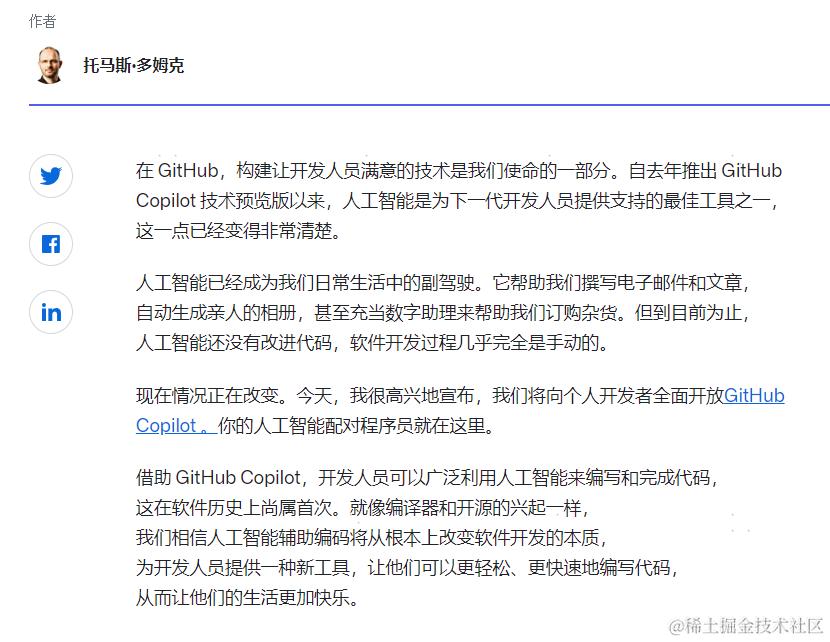 作者
托马斯·多姆克
在 GitHub，构建让开发人员满意的技术是我们使命的一部分。自去年推出 GitHub
Copilot 技术预览版以来，人工智能是为下一代开发人员提供支持的最佳工具之一，
这一点已经变得非常清楚。
人工智能已经成为我们日常生活中的副驾驶。它帮助我们撰写电子邮件和文章，
自动生成亲人的相册，甚至充当数字助理来帮助我们订购杂货。但到目前为止，
人工智能还没有改进代码，软件开发过程几乎完全是手动的。
现在情况正在改变。今天，我很高兴地宣布，我们将向个人开发者全面开放GitHub
Copilot 。你的人工智能配对程序员就在这里。
借助 GitHub Copilot，开发人员可以广泛利用人工智能来编写和完成代码，
这在软件历史上尚属首次。就像编译器和开源的兴起一样，
我们相信人工智能辅助编码将从根本上改变软件开发的本质，
为开发人员提供一种新工具，让他们可以更轻松、更快速地编写代码，
从而让他们的生活更加快乐。
@稀土掘金技术社区